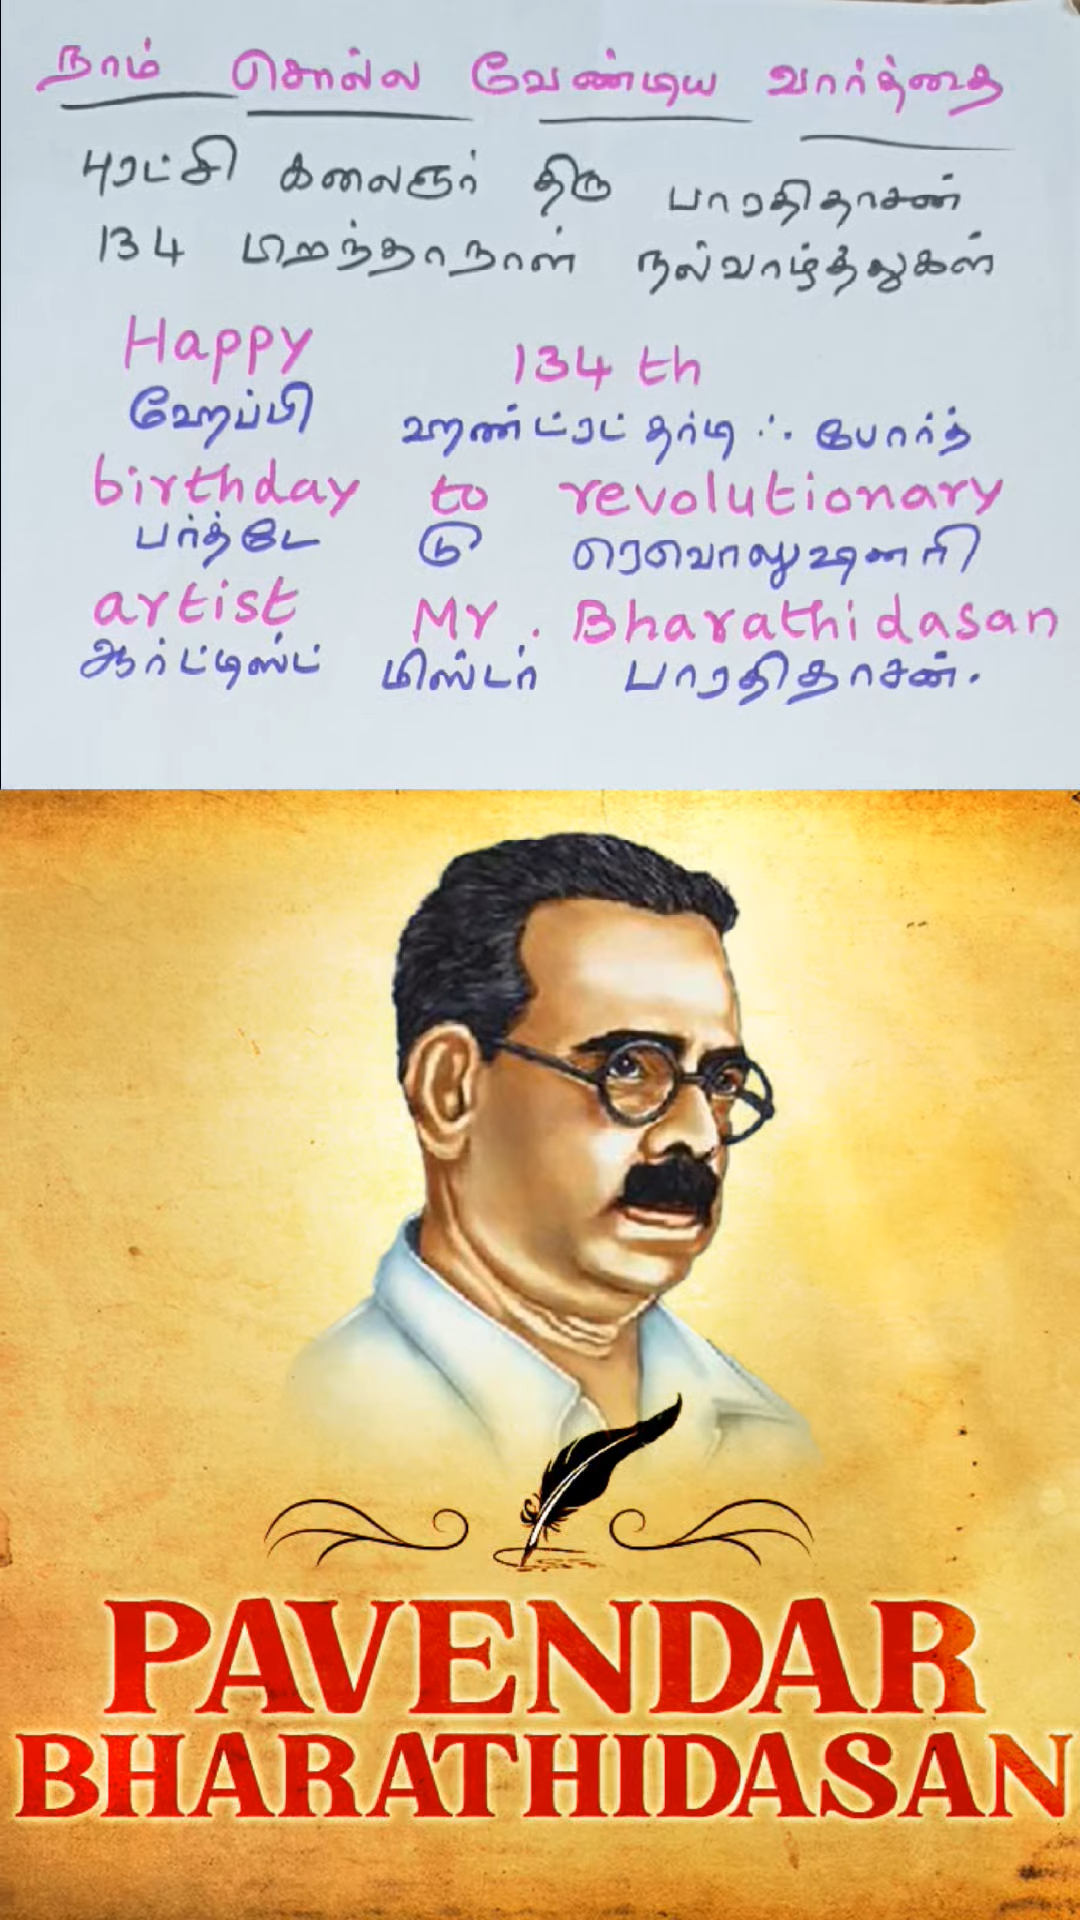 நாம் சொல்ல வேண்டிய வார்த்தை
புரட்சி கலைஞர் திரு பாரதிதாசன்
134 பிறந்தாநாள் நல்வாழ்த்துகள்
Happy 134 th
ஹேப்பி ஹண்ட்ரட் தர்டி ஃபோர்த்
birthday to revolutionary
பர்த்டே டு ரெவொலுஷனரி
artist Mr. Bharathidasan
ஆர்ட்டிஸ்ட் மிஸ்டர் பாரதிதாசன்.
PAVENDAR
BHARATHIDASAN